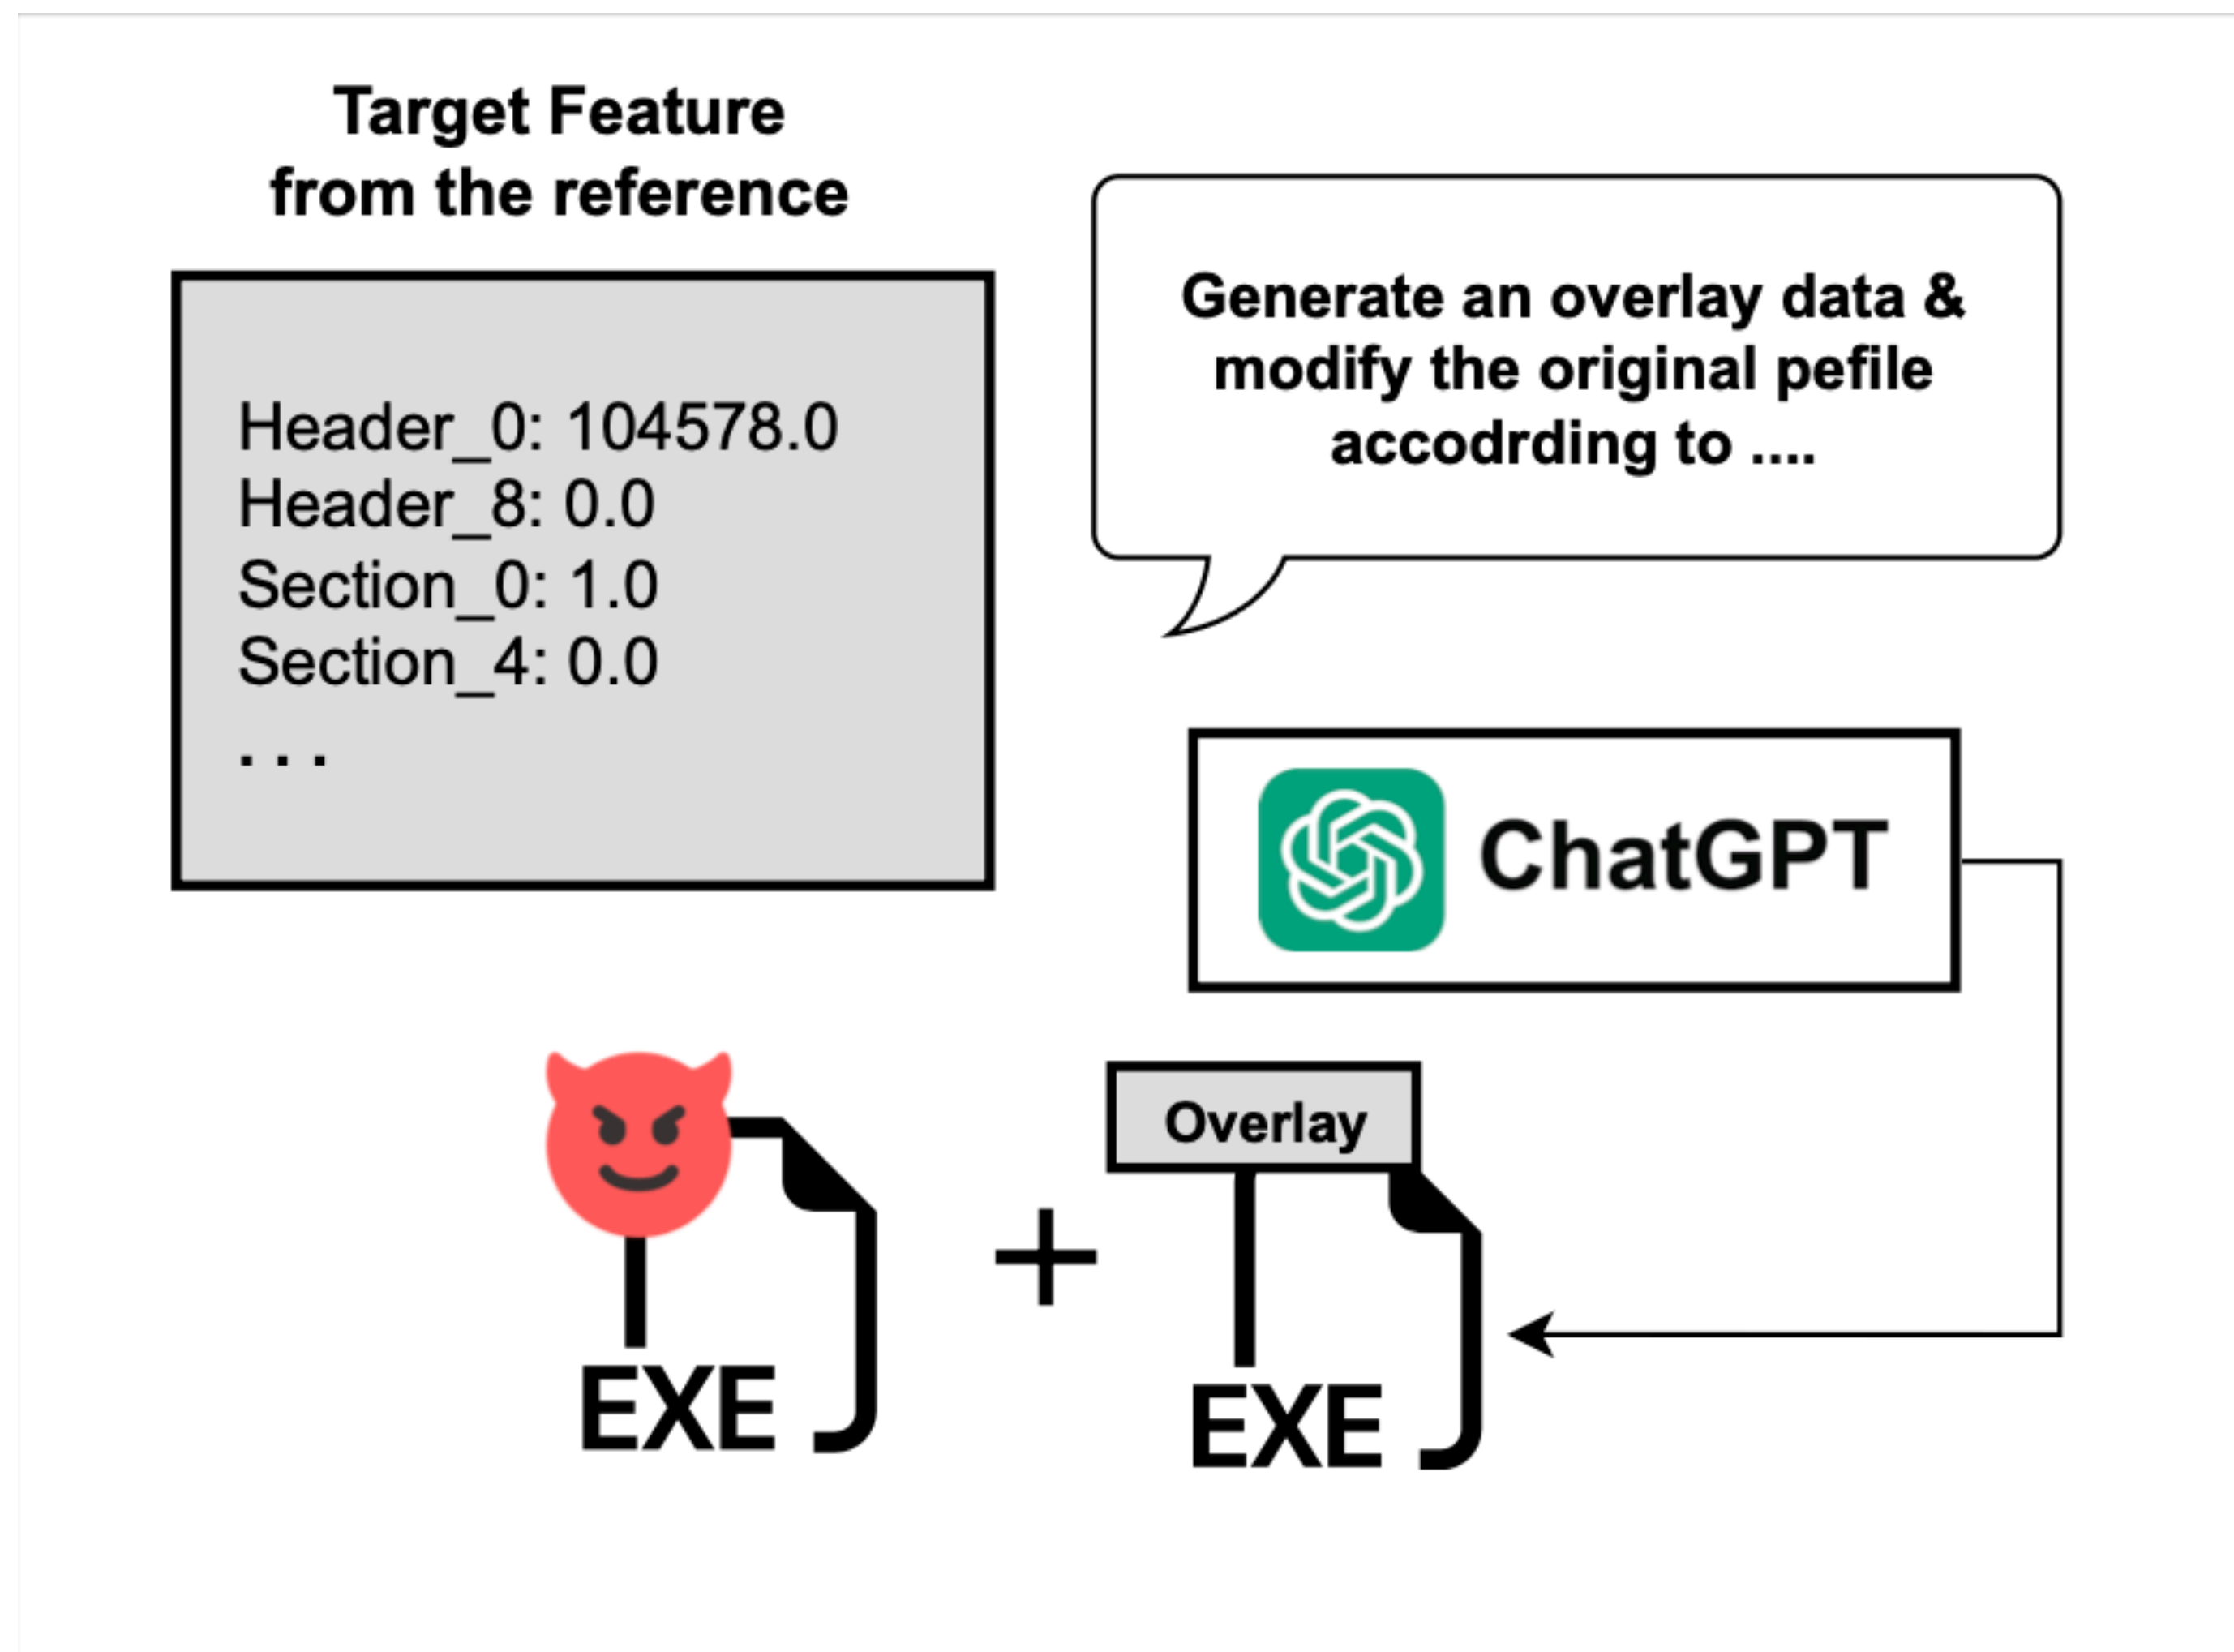 Target Feature
from the reference
Header_0: 104578.0
Header_8: 0.0
Section_0: 1.0
Section_4: 0.0
. . .
Generate an overlay data &
modify the original pefile
accodrding to ....
ChatGPT
Overlay
+
EXE
EXE